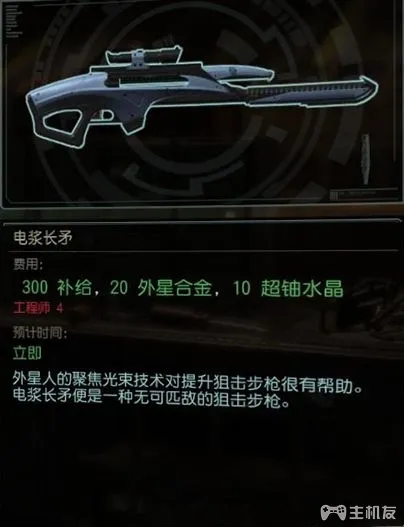 电浆长矛
费用：
300 补给，20 外星合金，10 超铀水晶
工程师 4
预计时间：
立即
外星人的聚焦光束技术对提升狙击步枪很有帮助。
电浆长矛便是一种无可匹敌的狙击步枪。
主机友